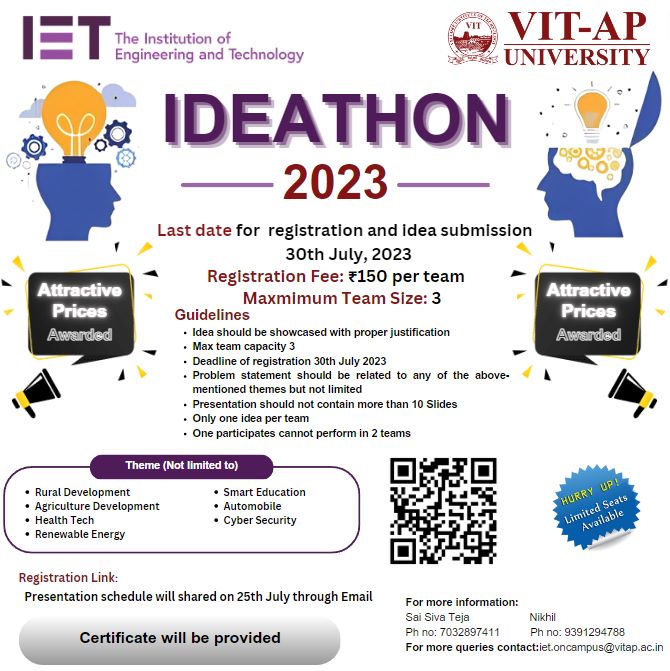 IET The Institution of
Engineering and Technology
VIT
VIT-AP
UNIVERSITY
IDEATHON
2023
Last date for registration and idea submission
30th July, 2023
Registration Fee: ₹150 per team
Maxmimum Team Size: 3
Attractive
Prices
Awarded
Attractive
Prices
Awarded
Guidelines
• Idea should be showcased with proper justification
• Max team capacity 3
• Deadline of registration 30th July 2023
• Problem statement should be related to any of the above-
mentioned themes but not limited
• Presentation should not contain more than 10 Slides
• Only one idea per team
• One participates cannot perform in 2 teams
Theme (Not limited to)
• Rural Development
• Agriculture Development
• Health Tech
• Renewable Energy
• Smart Education
• Automobile
• Cyber Security
HURRY UP!
Limited Seats
Available
Registration Link:
Presentation schedule will shared on 25th July through Email
Certificate will be provided
For more information:
Sai Siva Teja Nikhil
Ph no: 7032897411 Ph no: 9391294788
For more queries contact:iet.oncampus@vitap.ac.in